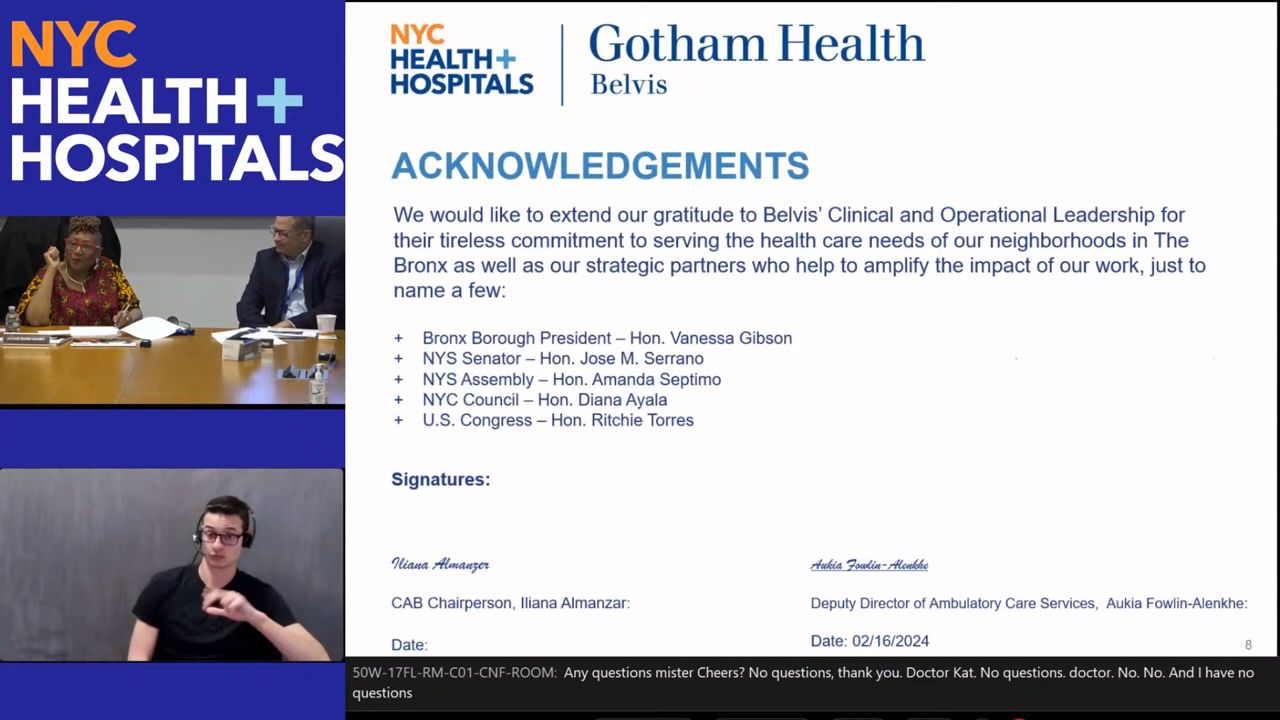 NYC
HEALTH+
HOSPITALS
NYC
HEALTH+
HOSPITALS
Gotham Health
Belvis
ACKNOWLEDGEMENTS
We would like to extend our gratitude to Belvis’ Clinical and Operational Leadership for
their tireless commitment to serving the health care needs of our neighborhoods in The
Bronx as well as our strategic partners who help to amplify the impact of our work, just to
name a few:
+ Bronx Borough President – Hon. Vanessa Gibson
+ NYS Senator – Hon. Jose M. Serrano
+ NYS Assembly – Hon. Amanda Septimo
+ NYC Council – Hon. Diana Ayala
+ U.S. Congress – Hon. Ritchie Torres
Signatures:
Iliana Almanzer
Aukia Fowlin-Alenkhe
CAB Chairperson, Iliana Almanzar:
Deputy Director of Ambulatory Care Services, Aukia Fowlin-Alenkhe:
Date:
Date: 02/16/2024
8
50W-17FL-RM-C01-CNF-ROOM: Any questions mister Cheers? No questions, thank you. Doctor Kat. No questions. doctor. No. No. And I have no
questions